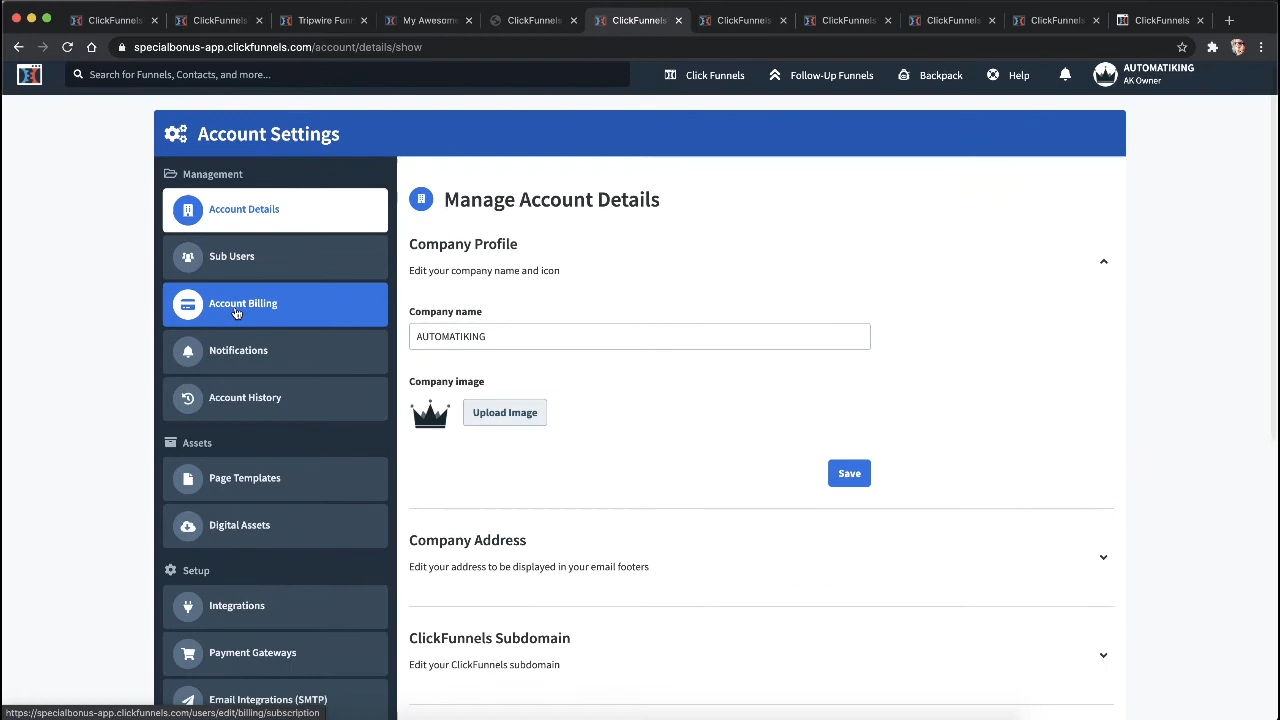 ClickFunnels
ClickFunnels
Tripwire Fun
My Awesome
ClickFunnels
ClickFunnels
ClickFunnels
ClickFunnels
ClickFunnels
ClickFunnels
ClickFunnels
specialbonus-app.clickfunnels.com/account/details/show
Search for Funnels, Contacts, and more...
Click Funnels
Follow-Up Funnels
Backpack
Help
AUTOMATIKING
AK Owner
Account Settings
Management
Account Details
Sub Users
Account Billing
Notifications
Account History
Assets
Page Templates
Digital Assets
Setup
Integrations
Payment Gateways
Email Integrations (SMTP)
Manage Account Details
Company Profile
Edit your company name and icon
Company name
AUTOMATIKING
Company image
Upload Image
Save
Company Address
Edit your address to be displayed in your email footers
ClickFunnels Subdomain
Edit your ClickFunnels subdomain
https://specialbonus-app.clickfunnels.com/users/edit/billing/subscription